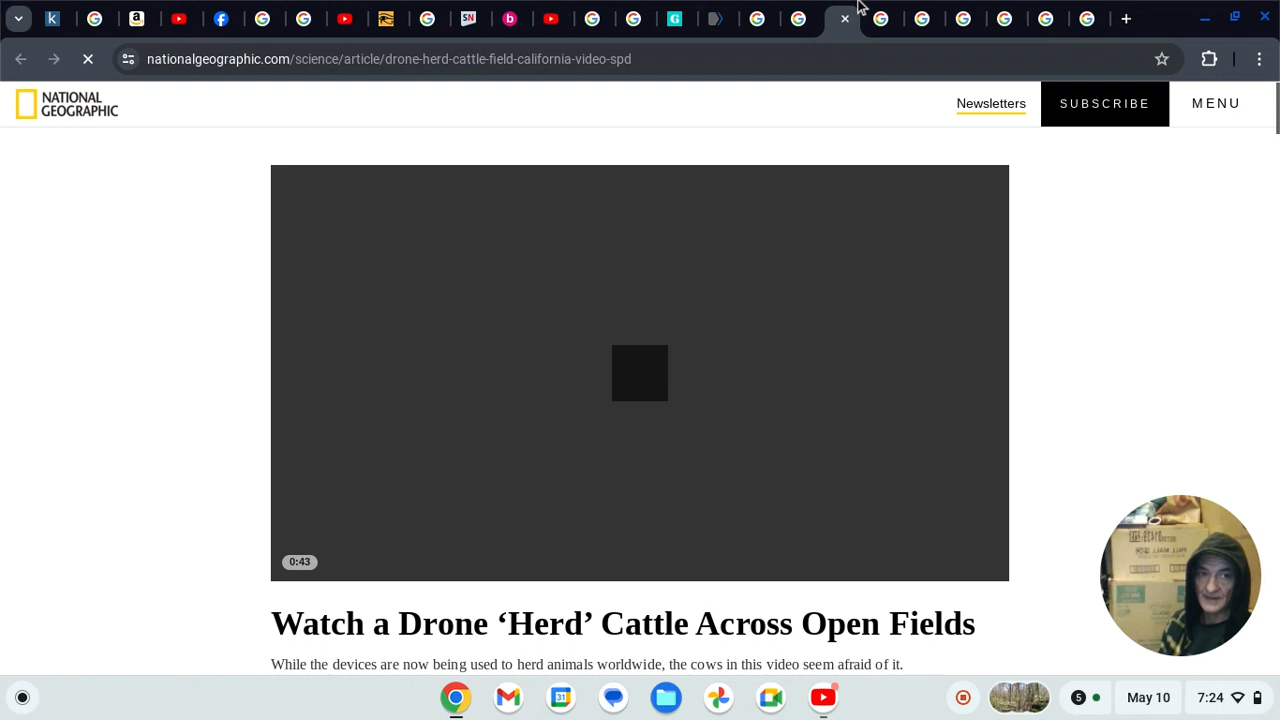 nationalgeographic.com/science/article/drone-herd-cattle-field-california-video-spd
NATIONAL
GEOGRAPHIC
Newsletters
SUBSCRIBE
MENU
0:43
Watch a Drone ‘Herd’ Cattle Across Open Fields
While the devices are now being used to herd animals worldwide, the cows in this video seem afraid of it.
31
5
May 10
7:24